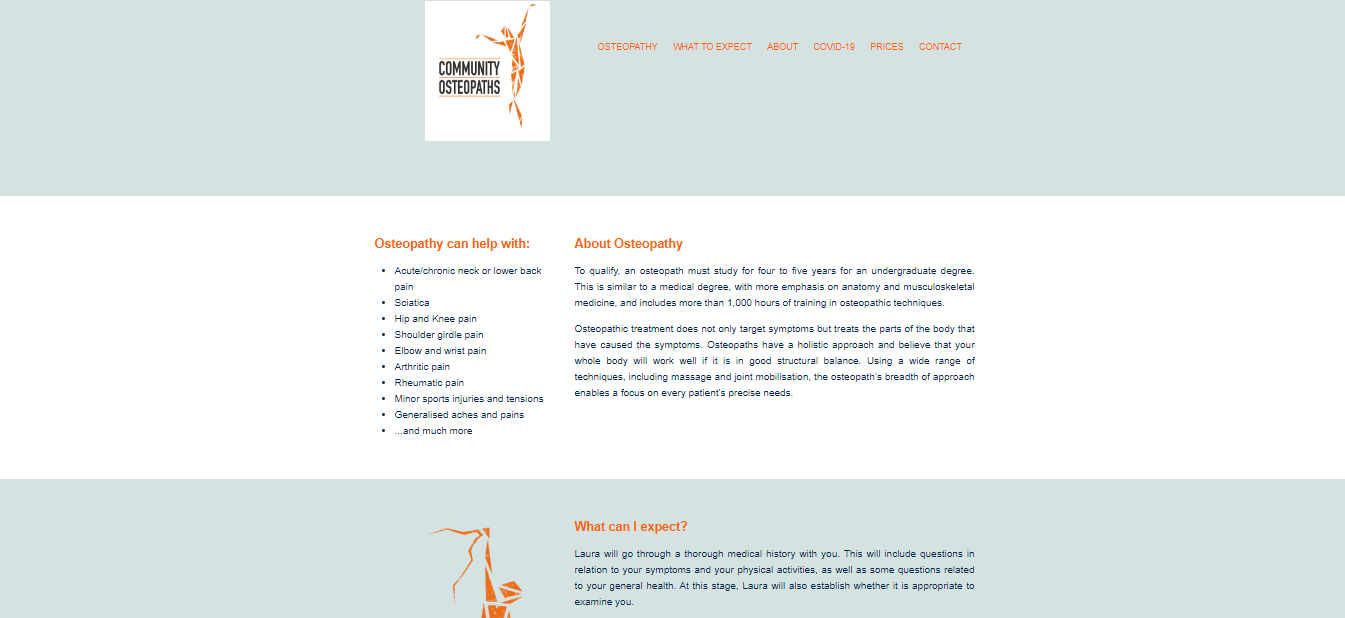 COMMUNITY
OSTEOPATHS
OSTEOPATHY WHAT TO EXPECT ABOUT COVID-19 PRICES CONTACT
Osteopathy can help with:
• Acute/chronic neck or lower back
pain
• Sciatica
• Hip and Knee pain
• Shoulder girdle pain
• Elbow and wrist pain
• Arthritic pain
• Rheumatic pain
• Minor sports injuries and tensions
• Generalised aches and pains
• ...and much more
About Osteopathy
To qualify, an osteopath must study for four to five years for an undergraduate degree.
This is similar to a medical degree, with more emphasis on anatomy and musculoskeletal
medicine, and includes more than 1,000 hours of training in osteopathic techniques.
Osteopathic treatment does not only target symptoms but treats the parts of the body that
have caused the symptoms. Osteopaths have a holistic approach and believe that your
whole body will work well if it is in good structural balance. Using a wide range of
techniques, including massage and joint mobilisation, the osteopath's breadth of approach
enables a focus on every patient's precise needs.
What can I expect?
Laura will go through a thorough medical history with you. This will include questions in
relation to your symptoms and your physical activities, as well as some questions related
to your general health. At this stage, Laura will also establish whether it is appropriate to
examine you.